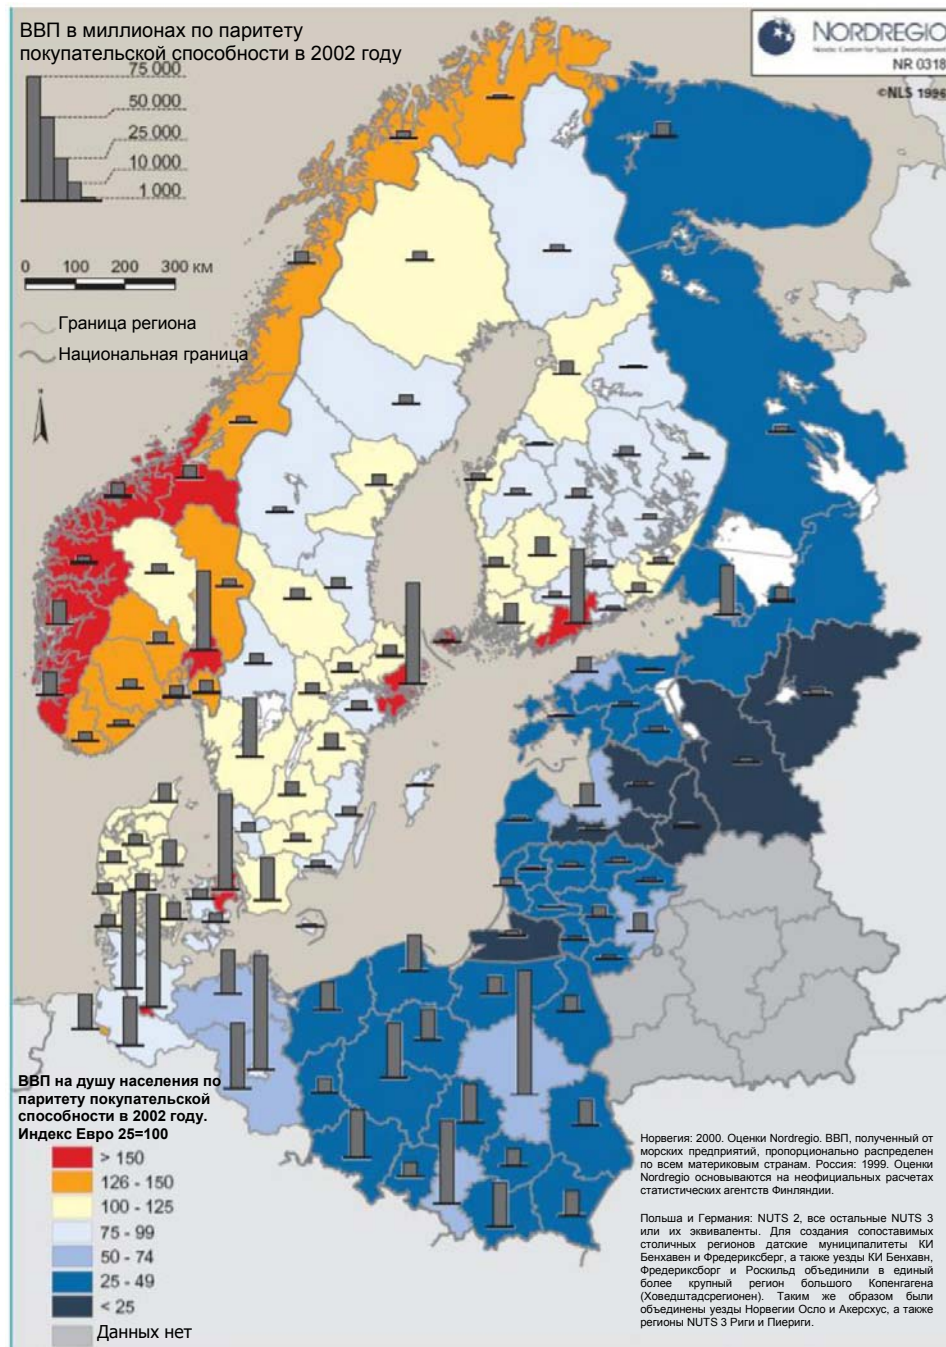 ВВП в миллионах по паритету
покупательской способности в 2002 году
75 000
50 000
25 000
10 000
1 000
NORDREGIO
Nordic Center for Spatial Development
NR 0318
©NLS 1996
0 100 200 300 км
Граница региона
Национальная граница
ВВП на душу населения по
паритету покупательской
способности в 2002 году.
Индекс Евро 25=100
> 150
126 - 150
100 - 125
75 - 99
50 - 74
25 - 49
< 25
Данных нет
Норвегия: 2000. Оценки Nordregio. ВВП, полученный от
морских предприятий, пропорционально распределен
по всем материковым странам. Россия: 1999. Оценки
Nordregio основываются на неофициальных расчетах
статистических агентств Финляндии.
Польша и Германия: NUTS 2, все остальные NUTS 3
или их эквиваленты. Для создания сопоставимых
столичных регионов датские муниципалитеты КИ
Бенхавен и Фредериксберг, а также уезды КИ Бенхавн,
Фредериксборг и Роскильд объединили в единый
более крупный регион большого Копенгагена
(Ховедштадсрегионен). Таким же образом были
объединены уезды Норвегии Осло и Акерсхус, а также
регионы NUTS 3 Риги и Пиериги.